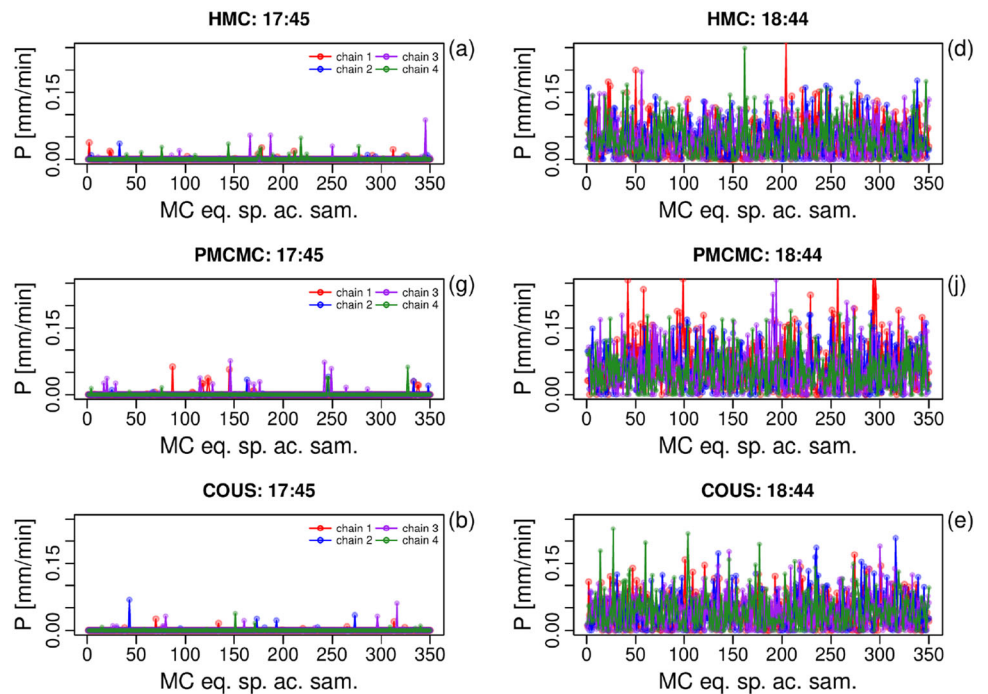 HMC: 17:45
(a)
chain 1 chain 3
chain 2 chain 4
P [mm/min]
0.15
0.00
0 50 100 150 200 250 300 350
MC eq. sp. ac. sam.
HMC: 18:44
(d)
P [mm/min]
0.15
0.00
0 50 100 150 200 250 300 350
MC eq. sp. ac. sam.
PMCMC: 17:45
(g)
chain 1 chain 3
chain 2 chain 4
P [mm/min]
0.15
0.00
0 50 100 150 200 250 300 350
MC eq. sp. ac. sam.
PMCMC: 18:44
(j)
P [mm/min]
0.15
0.00
0 50 100 150 200 250 300 350
MC eq. sp. ac. sam.
COUS: 17:45
(b)
chain 1 chain 3
chain 2 chain 4
P [mm/min]
0.15
0.00
0 50 100 150 200 250 300 350
MC eq. sp. ac. sam.
COUS: 18:44
(e)
P [mm/min]
0.15
0.00
0 50 100 150 200 250 300 350
MC eq. sp. ac. sam.